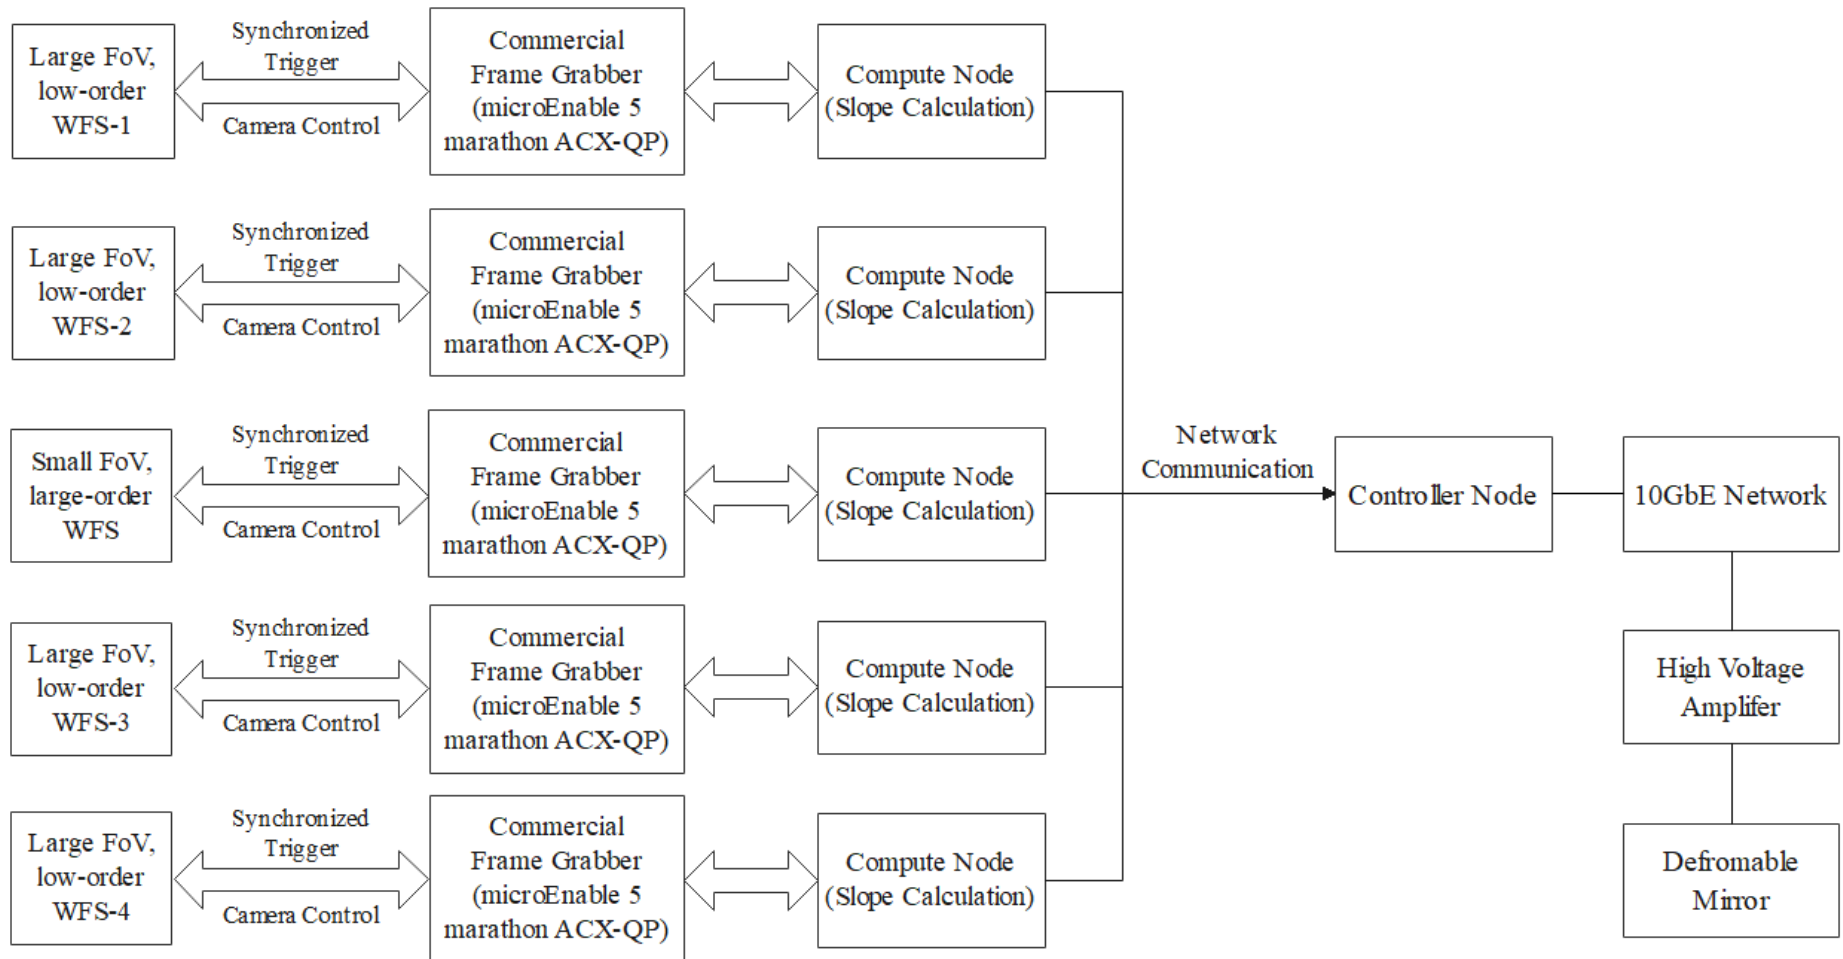 Large FoV,
low-order
WFS-1
Synchronized
Trigger
Camera Control
Commercial
Frame Grabber
(microEnable 5
marathon ACX-QP)
Compute Node
(Slope Calculation)
Large FoV,
low-order
WFS-2
Synchronized
Trigger
Camera Control
Commercial
Frame Grabber
(microEnable 5
marathon ACX-QP)
Compute Node
(Slope Calculation)
Small FoV,
large-order
WFS
Synchronized
Trigger
Camera Control
Commercial
Frame Grabber
(microEnable 5
marathon ACX-QP)
Compute Node
(Slope Calculation)
Network
Communication
Controller Node
10GbE Network
Large FoV,
low-order
WFS-3
Synchronized
Trigger
Camera Control
Commercial
Frame Grabber
(microEnable 5
marathon ACX-QP)
Compute Node
(Slope Calculation)
High Voltage
Amplifer
Large FoV,
low-order
WFS-4
Synchronized
Trigger
Camera Control
Commercial
Frame Grabber
(microEnable 5
marathon ACX-QP)
Compute Node
(Slope Calculation)
Defromable
Mirror